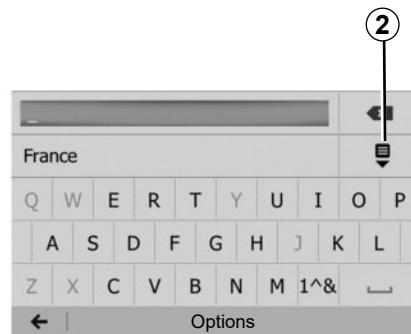 2
_
France
Q W E R T Y U I O P
A S D F G H J K L
Z X C V B N M 1^&
Options